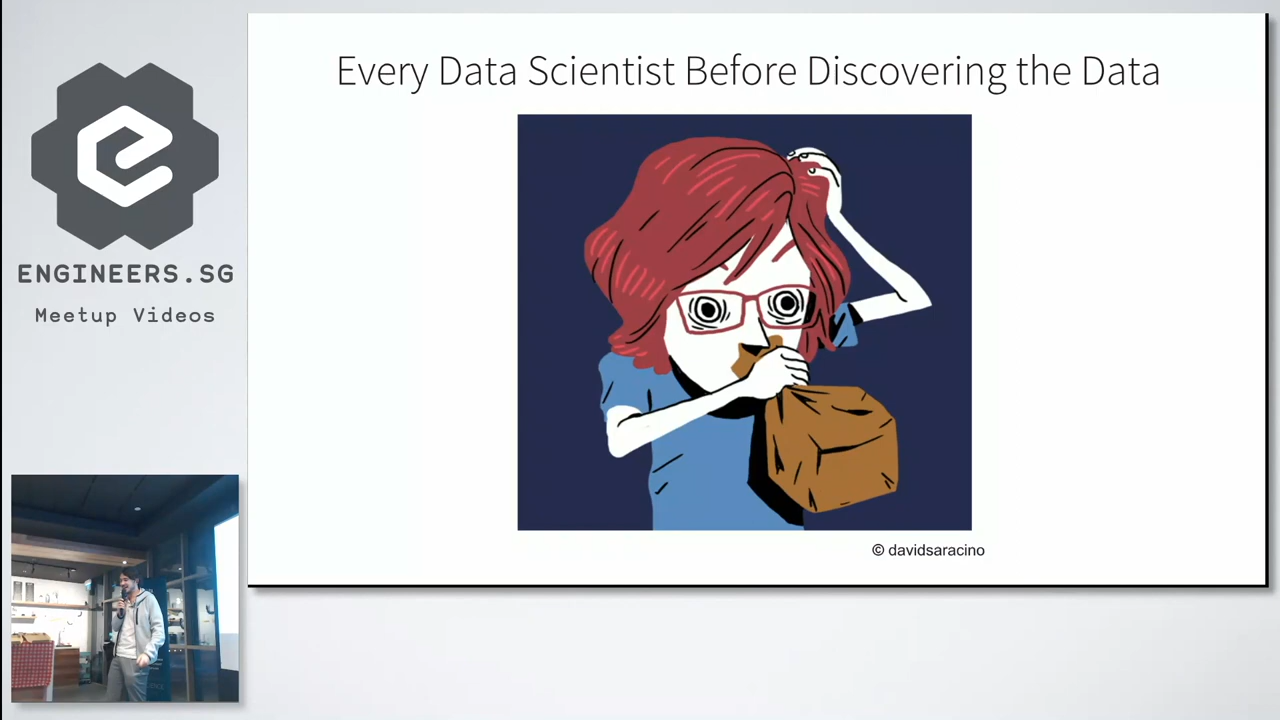 Every Data Scientist Before Discovering the Data
ENGINEERS.SG
Meetup Videos
© davidsaracino